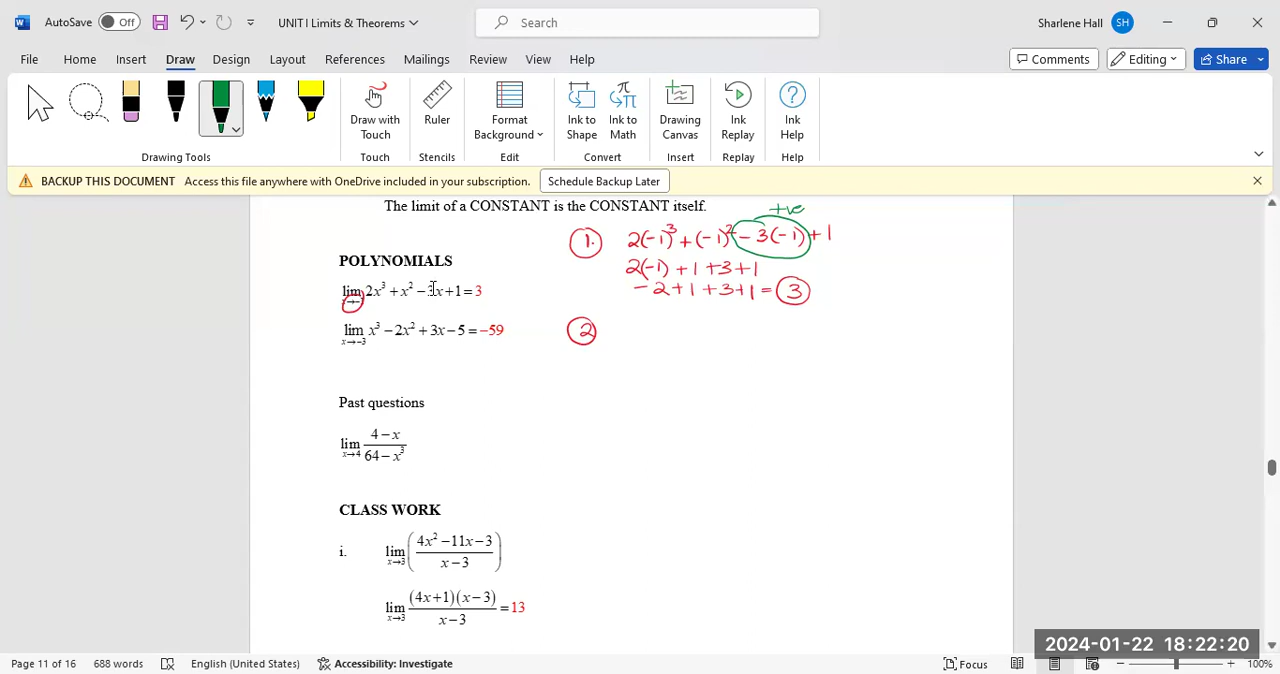 AutoSave Off UNIT I Limits & Theorems Search Sharlene Hall SH
File Home Insert Draw Design Layout References Mailings Review View Help Comments Editing Share
Draw with Touch Ruler Format Background Ink to Shape Ink to Math Drawing Canvas Ink Replay Ink Help
Drawing Tools Touch Stencils Edit Convert Insert Replay Help
BACKUP THIS DOCUMENT Access this file anywhere with OneDrive included in your subscription. Schedule Backup Later
The limit of a CONSTANT is the CONSTANT itself.
+ve
1. 2(-1)³ + (-1)² - 3(-1) + 1
POLYNOMIALS
2(-1) + 1 + 3 + 1
lim 2x³ + x² − 3x + 1 = 3
-2 + 1 + 3 + 1 = 3
lim x→−3 x³ − 2x² + 3x − 5 = −59
2
Past questions
lim x→4 (4 − x)/(64 − x³)
CLASS WORK
i. lim x→3 ((4x² − 11x − 3)/(x − 3))
lim x→3 (4x+1)(x−3)/(x−3) = 13
2024-01-22 18:22:20
Page 11 of 16 688 words English (United States) Accessibility: Investigate Focus 100%